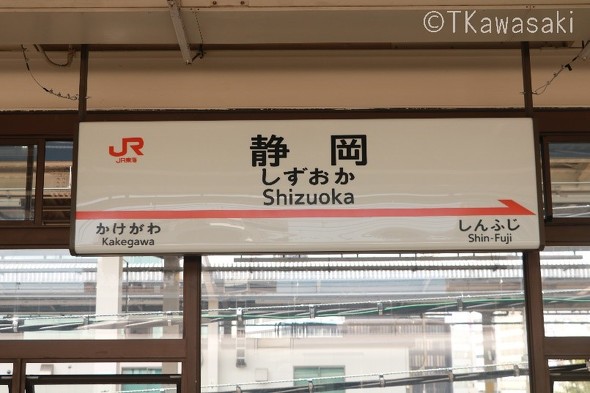 ©TKawasaki
JR
JR東海
静岡
しずおか
Shizuoka
かけがわ
Kakegawa
しんふじ
Shin-Fuji